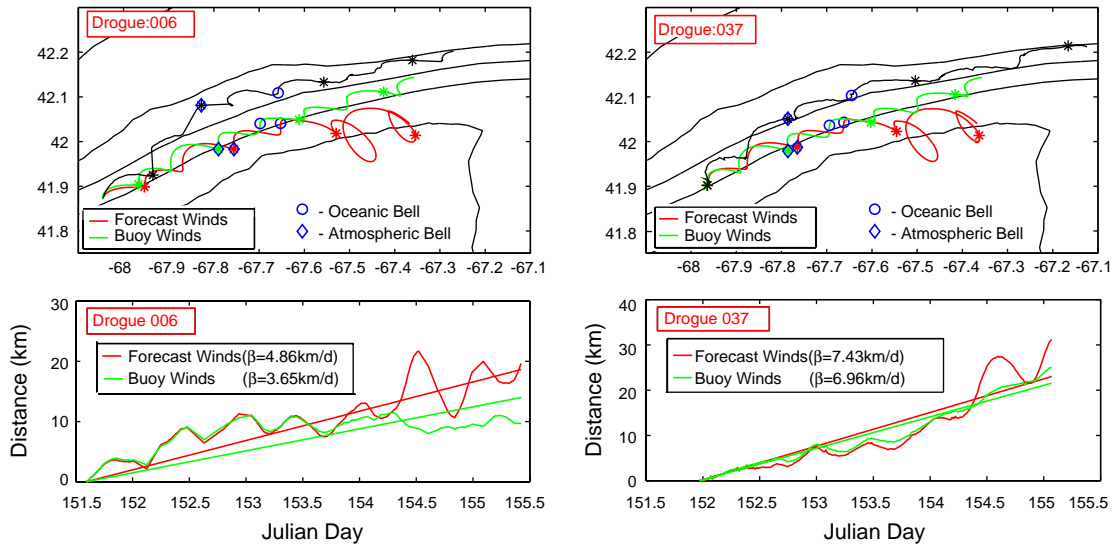 Drogue:006
42.2
42.1
42
41.9
41.8
Forecast Winds
Buoy Winds
- Oceanic Bell
- Atmospheric Bell
-68 -67.9 -67.8 -67.7 -67.6 -67.5 -67.4 -67.3 -67.2 -67.1
Drogue:037
42.2
42.1
42
41.9
41.8
Forecast Winds
Buoy Winds
- Oceanic Bell
- Atmospheric Bell
-68 -67.9 -67.8 -67.7 -67.6 -67.5 -67.4 -67.3 -67.2 -67.1
Distance (km)
30
20
10
0
Drogue 006
Forecast Winds(β=4.86km/d)
Buoy Winds (β=3.65km/d)
151.5 152 152.5 153 153.5 154 154.5 155 155.5
Julian Day
Distance (km)
40
30
20
10
0
Drogue 037
Forecast Winds(β=7.43km/d)
Buoy Winds (β=6.96km/d)
151.5 152 152.5 153 153.5 154 154.5 155 155.5
Julian Day